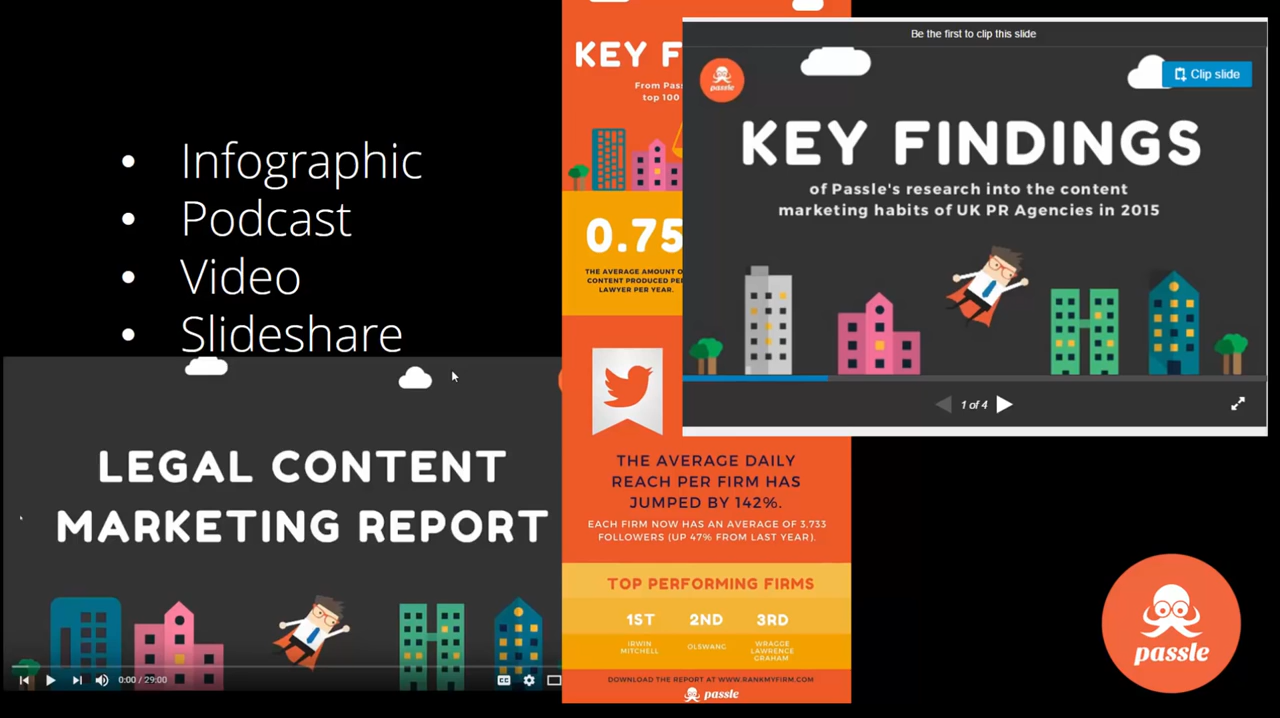 • Infographic
• Podcast
• Video
• Slideshare
LEGAL CONTENT
MARKETING REPORT
0:00 / 29:00
CC
KEY F
From Pas
top 100
0.75
THE AVERAGE AMOUNT O
CONTENT PRODUCED PE
LAWYER PER YEAR.
THE AVERAGE DAILY
REACH PER FIRM HAS
JUMPED BY 142%.
EACH FIRM NOW HAS AN AVERAGE OF 3,733
FOLLOWERS (UP 47% FROM LAST YEAR).
TOP PERFORMING FIRMS
1ST 2ND 3RD
IRWIN
MITCHELL
OLSWANG
WRAGGE
LAWRENCE
GRAHAM
DOWNLOAD THE REPORT AT WWW.RANKMYFIRM.COM
passle
Be the first to clip this slide
passle
Clip slide
KEY FINDINGS
of Passle's research into the content
marketing habits of UK PR Agencies in 2015
1 of 4
passle